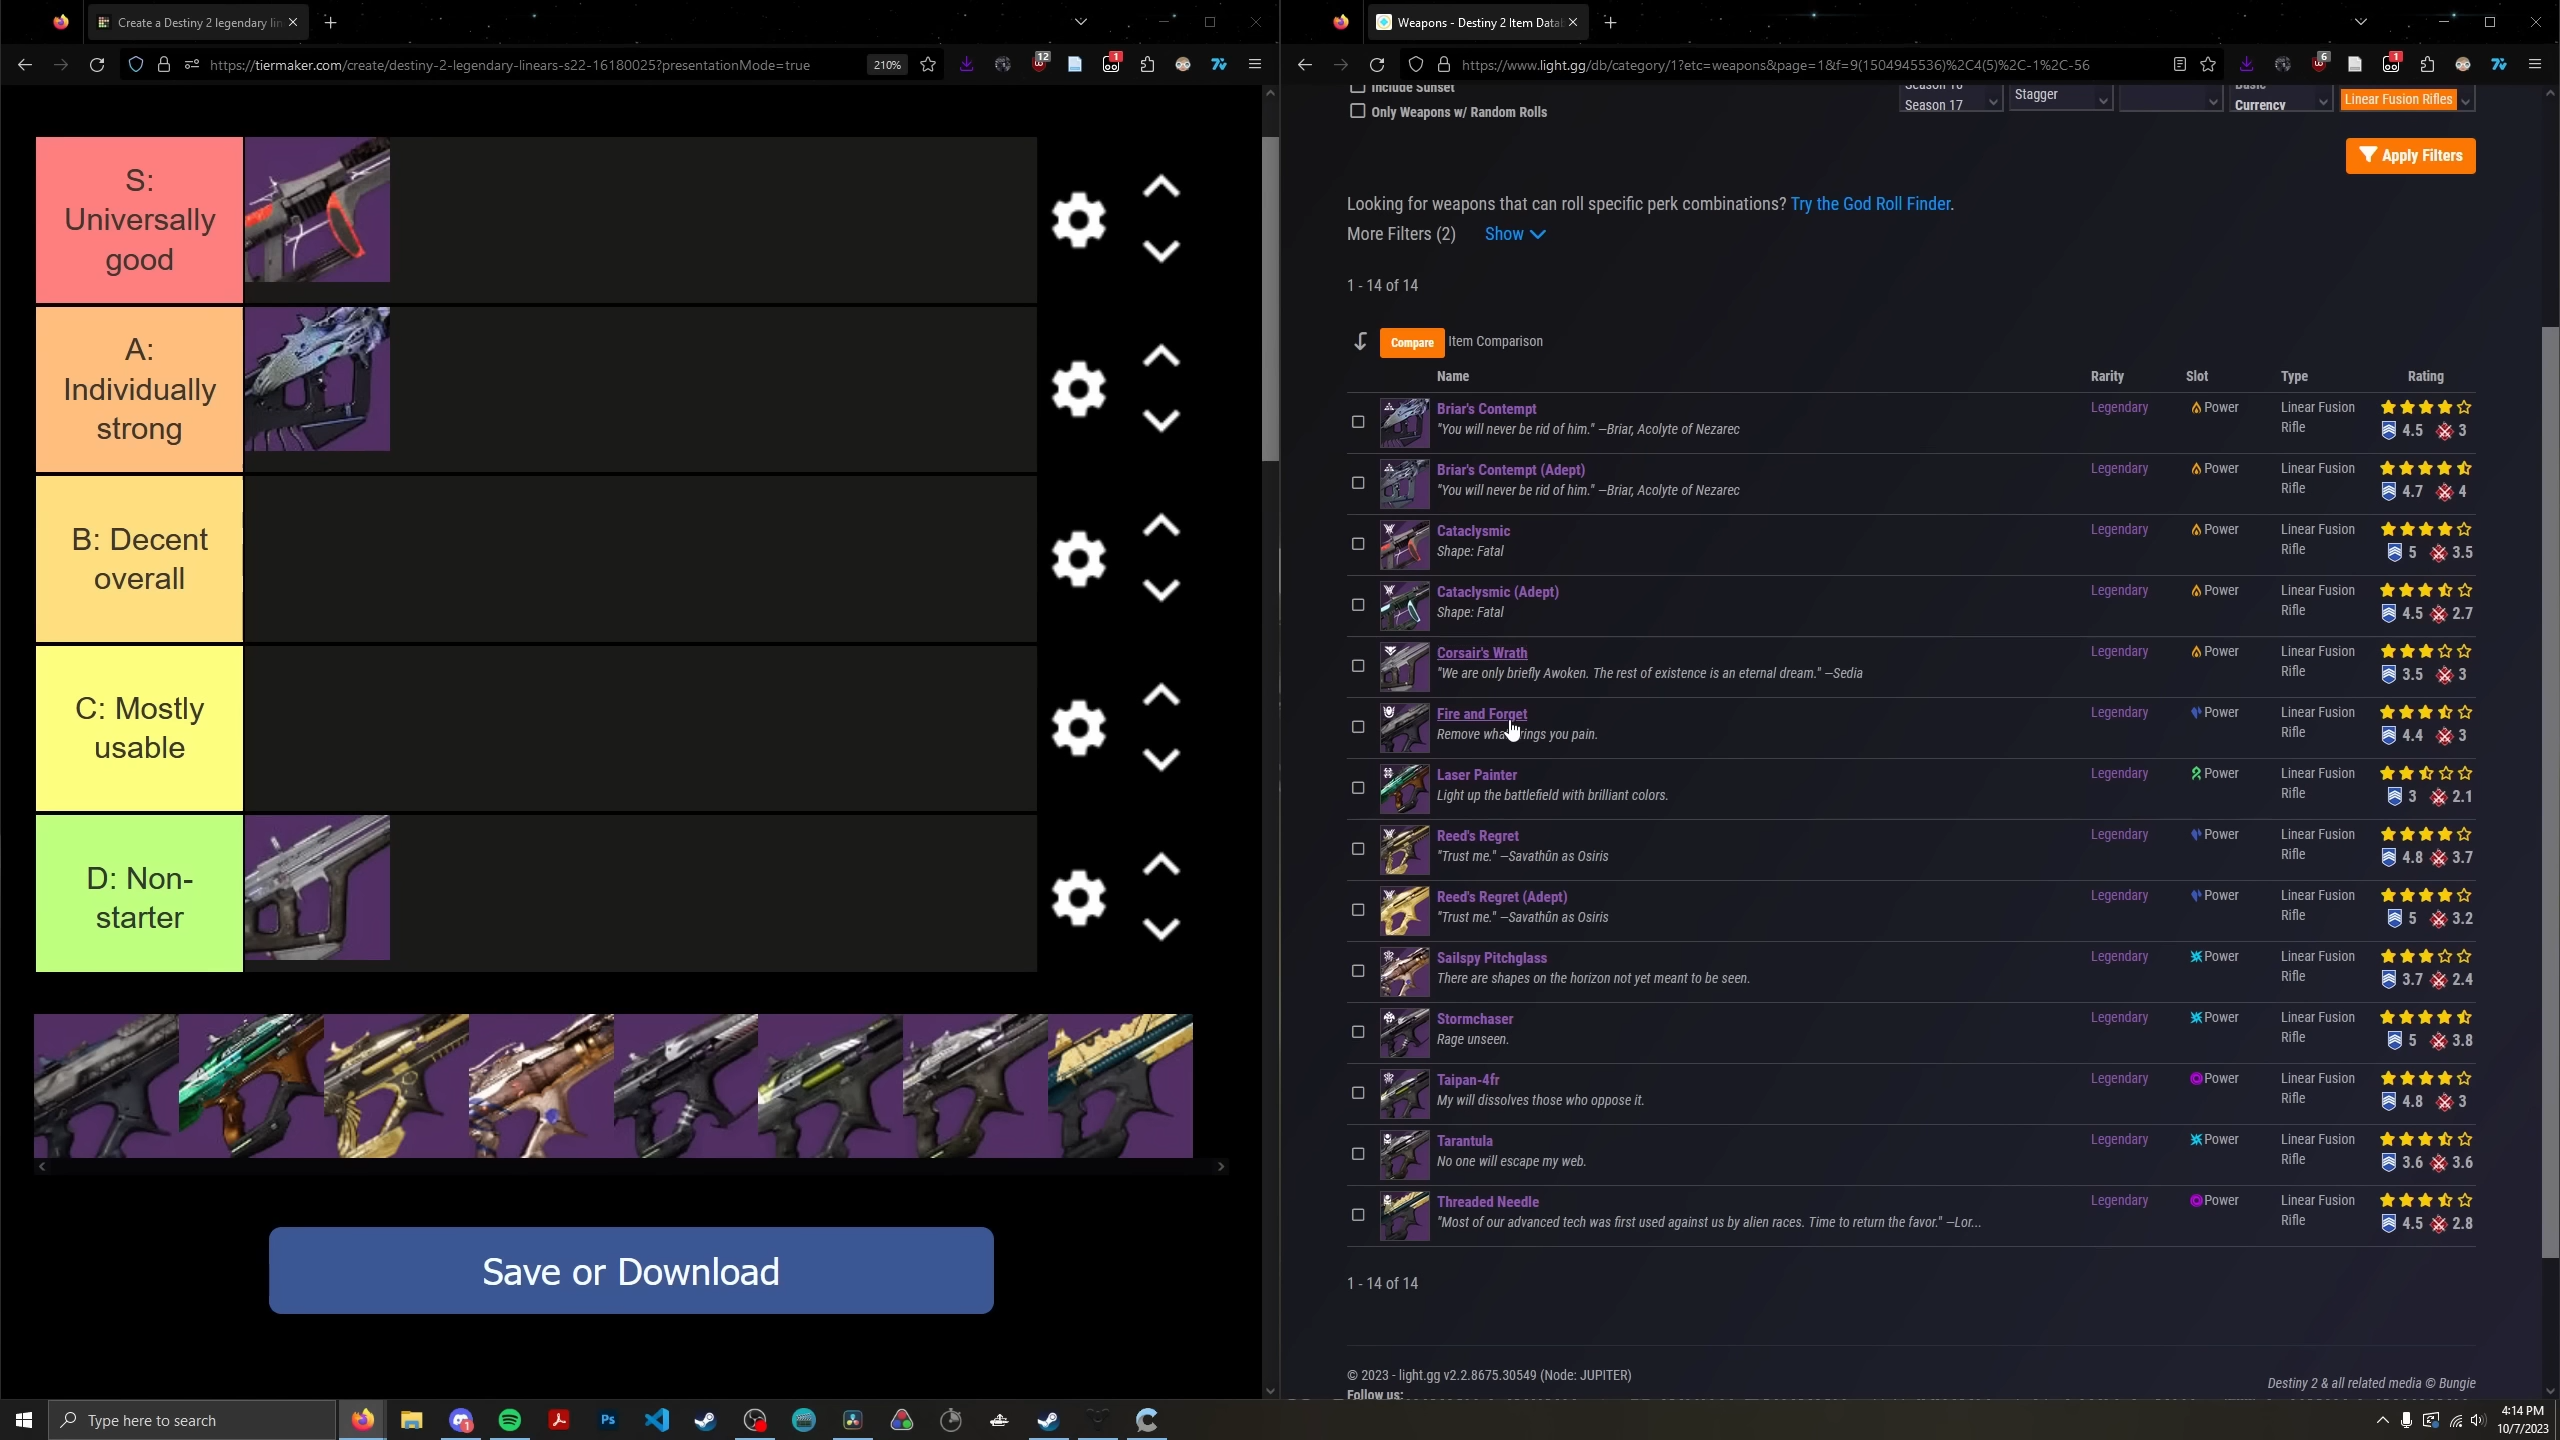 Create a Destiny 2 legendary lin
https://tiermaker.com/create/destiny-2-legendary-linears-s22-16180025?presentationMode=true
210%
12
1
S: Universally good
A: Individually strong
B: Decent overall
C: Mostly usable
D: Non-starter
Save or Download
Weapons - Destiny 2 Item Datab
https://www.light.gg/db/category/1?etc=weapons&page=1&f=9(1504945536)%2C4(5)%2C-1%2C-56
6
1
Include Sunset
Only Weapons w/ Random Rolls
Season 17
Stagger
Basic
Currency
Linear Fusion Rifles
Apply Filters
Looking for weapons that can roll specific perk combinations? Try the God Roll Finder.
More Filters (2) Show
1 - 14 of 14
Compare Item Comparison
Name Rarity Slot Type Rating
Briar's Contempt Legendary Power Linear Fusion Rifle
"You will never be rid of him." —Briar, Acolyte of Nezarec 4.5 3
Briar's Contempt (Adept) Legendary Power Linear Fusion Rifle
"You will never be rid of him." —Briar, Acolyte of Nezarec 4.7 4
Cataclysmic Legendary Power Linear Fusion Rifle
Shape: Fatal 5 3.5
Cataclysmic (Adept) Legendary Power Linear Fusion Rifle
Shape: Fatal 4.5 2.7
Corsair's Wrath Legendary Power Linear Fusion Rifle
"We are only briefly Awoken. The rest of existence is an eternal dream." —Sedia 3.5 3
Fire and Forget Legendary Power Linear Fusion Rifle
Remove wha rings you pain. 4.4 3
Laser Painter Legendary Power Linear Fusion Rifle
Light up the battlefield with brilliant colors. 3 2.1
Reed's Regret Legendary Power Linear Fusion Rifle
"Trust me." —Savathûn as Osiris 4.8 3.7
Reed's Regret (Adept) Legendary Power Linear Fusion Rifle
"Trust me." —Savathûn as Osiris 5 3.2
Sailspy Pitchglass Legendary Power Linear Fusion Rifle
There are shapes on the horizon not yet meant to be seen. 3.7 2.4
Stormchaser Legendary Power Linear Fusion Rifle
Rage unseen. 5 3.8
Taipan-4fr Legendary Power Linear Fusion Rifle
My will dissolves those who oppose it. 4.8 3
Tarantula Legendary Power Linear Fusion Rifle
No one will escape my web. 3.6 3.6
Threaded Needle Legendary Power Linear Fusion Rifle
"Most of our advanced tech was first used against us by alien races. Time to return the favor." —Lor... 4.5 2.8
1 - 14 of 14
© 2023 - light.gg v2.2.8675.30549 (Node: JUPITER)
Follow us:
Destiny 2 & all related media © Bungie
Type here to search
Ps
4:14 PM
10/7/2023